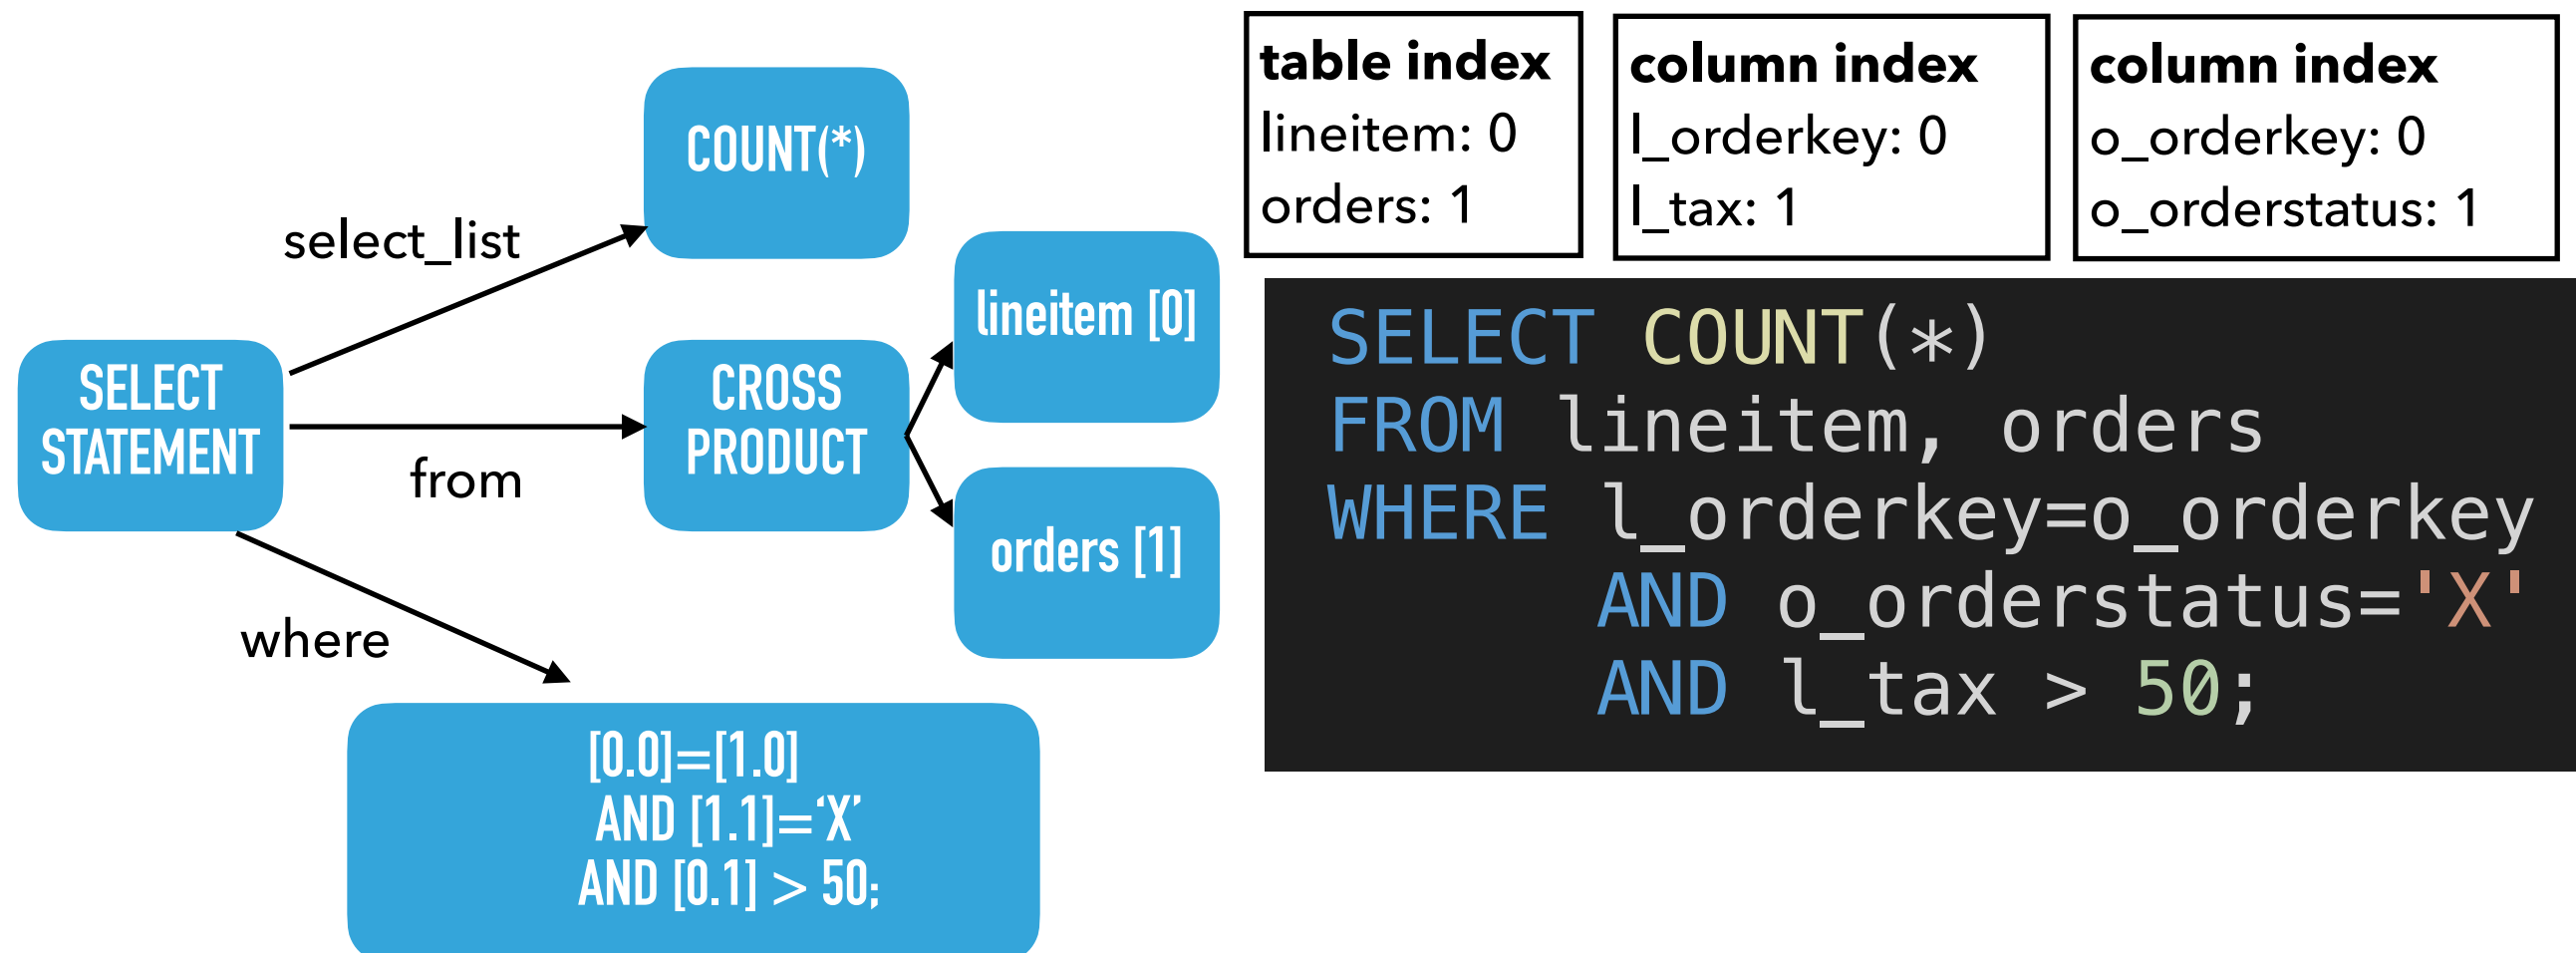 COUNT(*)
select_list
SELECT
STATEMENT
from
CROSS
PRODUCT
lineitem [0]
orders [1]
where
[0.0]=[1.0]
AND [1.1]=‘X’
AND [0.1] > 50;
table index
lineitem: 0
orders: 1
column index
l_orderkey: 0
l_tax: 1
column index
o_orderkey: 0
o_orderstatus: 1
SELECT COUNT(*)
FROM lineitem, orders
WHERE l_orderkey=o_orderkey
AND o_orderstatus='X'
AND l_tax > 50;